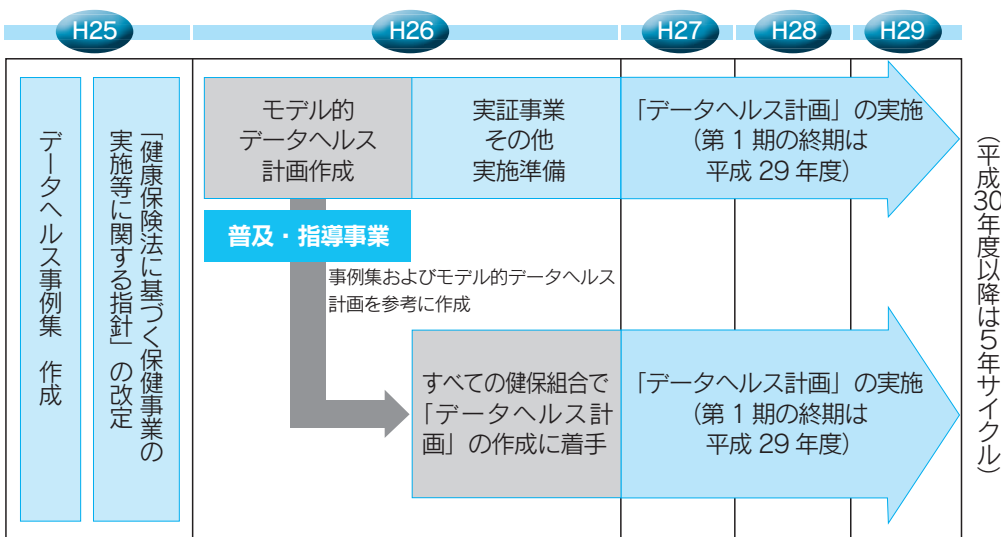 H25
H26
H27
H28
H29
データヘルス事例集　作成
「健康保険法に基づく保健事業の
実施等に関する指針」の改定
モデル的
データヘルス
計画作成
実証事業
その他
実施準備
「データヘルス計画」の実施
(第 1 期の終期は
平成 29 年度)
普及・指導事業
事例集およびモデル的データヘルス
計画を参考に作成
すべての健保組合で
「データヘルス計
画」の作成に着手
「データヘルス計画」の実施
(第 1 期の終期は
平成 29 年度)
(平成30年度以降は5年サイクル)